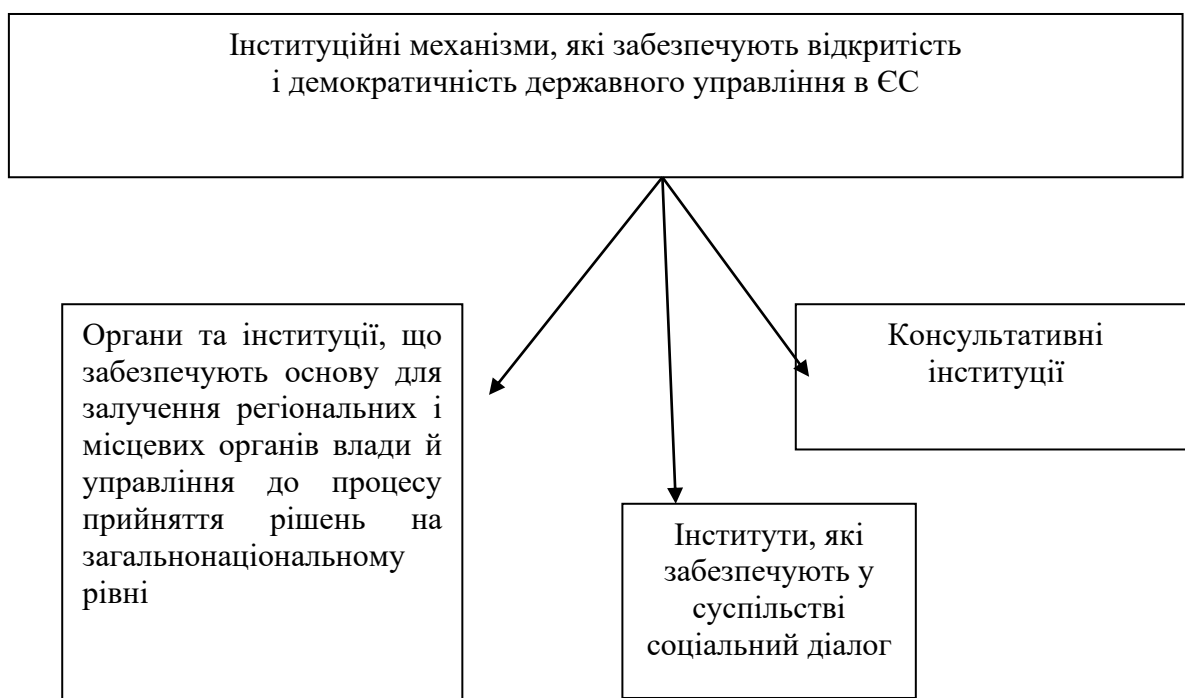 Інституційні механізми, які забезпечують відкритість
і демократичність державного управління в ЄС
Органи та інституції, що
забезпечують основу для
залучення регіональних і
місцевих органів влади й
управління до процесу
прийняття рішень на
загальнонаціональному
рівні
Консультативні
інституції
Інститути, які
забезпечують у
суспільстві
соціальний діалог